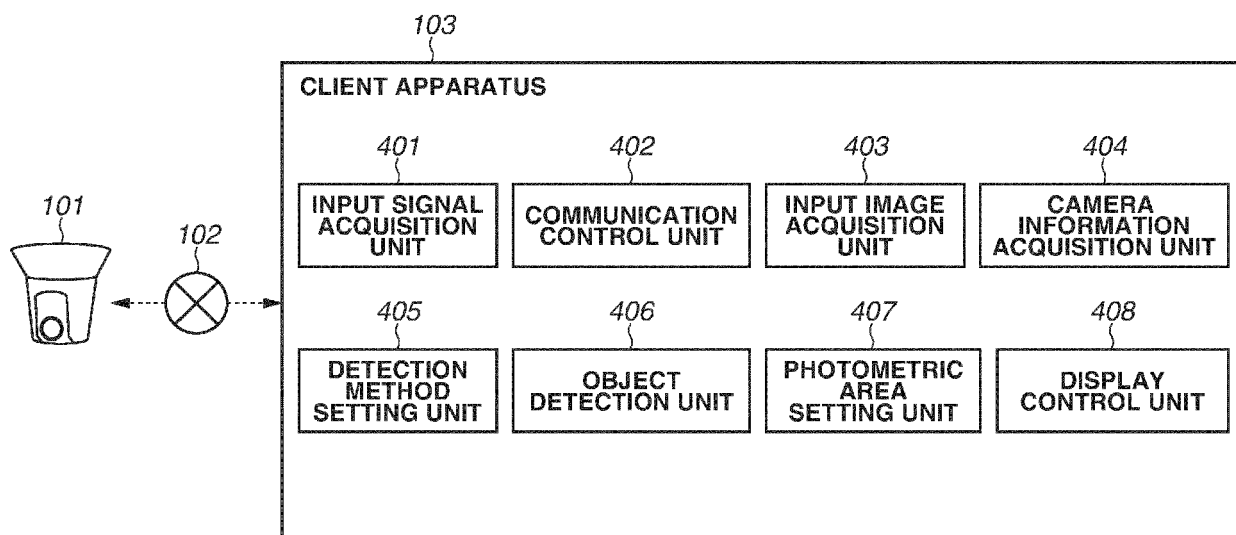 103
CLIENT APPARATUS
401
402
403
404
INPUT SIGNAL
ACQUISITION
UNIT
COMMUNICATION
CONTROL UNIT
INPUT IMAGE
ACQUISITION
UNIT
CAMERA
INFORMATION
ACQUISITION UNIT
101
102
405
406
407
408
DETECTION
METHOD
SETTING UNIT
OBJECT
DETECTION UNIT
PHOTOMETRIC
AREA
SETTING UNIT
DISPLAY
CONTROL UNIT